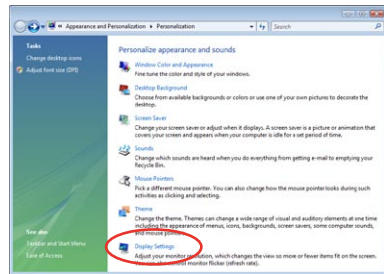 Appearance and Personalization ▸ Personalization
Search
Tasks
Change desktop icons
Adjust font size (DPI)
Personalize appearance and sounds
Window Color and Appearance
Fine tune the color and style of your windows.
Desktop Background
Choose from available backgrounds or colors or use one of your own pictures to decorate the
desktop.
Screen Saver
Change your screen saver or adjust when it displays. A screen saver is a picture or animation that
covers your screen and appears when your computer is idle for a set period of time.
Sounds
Change which sounds are heard when you do everything from getting e-mail to emptying your
Recycle Bin.
Mouse Pointers
Pick a different mouse pointer. You can also change how the mouse pointer looks during such
activities as clicking and selecting.
Theme
Change the theme. Themes can change a wide range of visual and auditory elements at one time
including the appearance of menus, icons, backgrounds, screen savers, some computer sounds,
and mouse pointers.
Display Settings
Adjust your monitor resolution, which changes the view so more or fewer items fit on the screen.
You can also control monitor flicker (refresh rate).
See also
Taskbar and Start Menu
Ease of Access